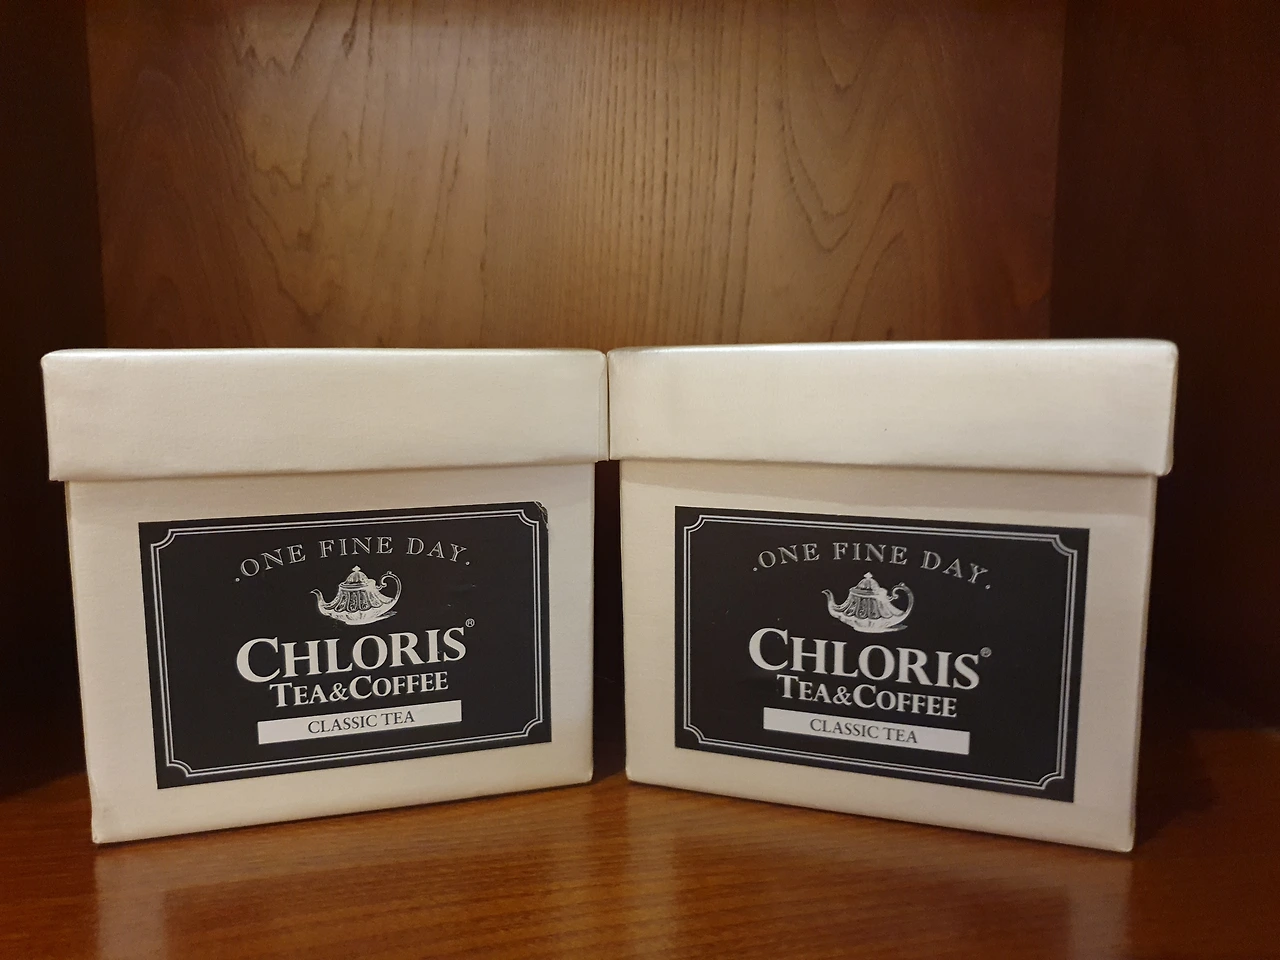 .ONE FINE DAY.
CHLORIS®
TEA&COFFEE
CLASSIC TEA
.ONE FINE DAY.
CHLORIS®
TEA&COFFEE
CLASSIC TEA